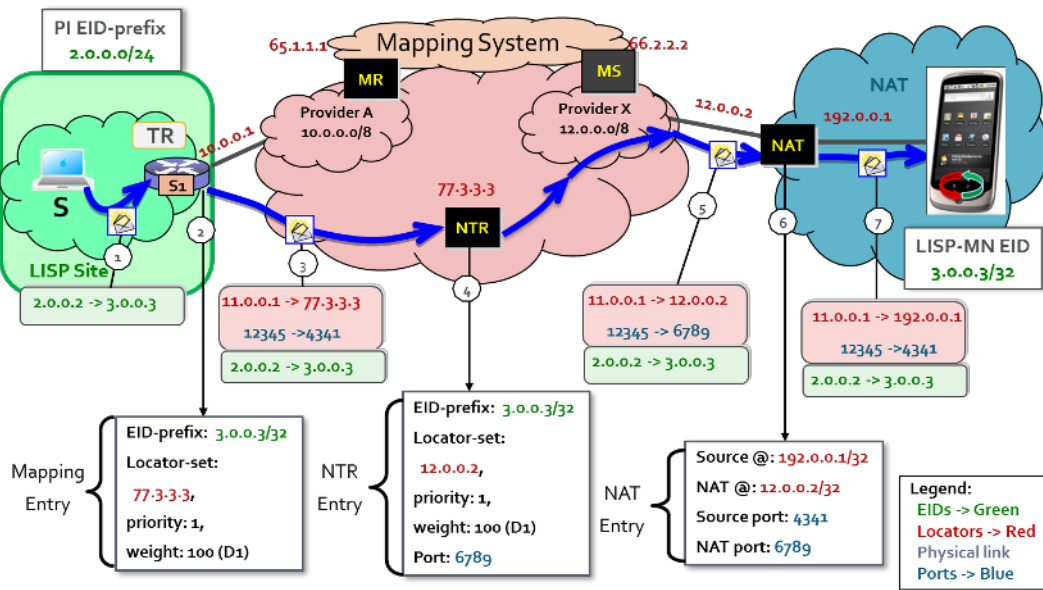 PI EID-prefix
2.0.0.0/24
65.1.1.1
Mapping System
66.2.2.2
MR
MS
Provider A
10.0.0.0/8
Provider X
12.0.0.0/8
12.0.0.2
NAT
192.0.0.1
TR
10.0.0.1
NAT
S
S1
77.3.3.3
NTR
LISP Site
1
2
3
4
5
6
7
LISP-MN EID
3.0.0.3/32
2.0.0.2 -> 3.0.0.3
11.0.0.1 -> 77.3.3.3
12345 ->4341
2.0.0.2 -> 3.0.0.3
11.0.0.1 -> 12.0.0.2
12345 -> 6789
2.0.0.2 -> 3.0.0.3
11.0.0.1 -> 192.0.0.1
12345 ->4341
2.0.0.2 -> 3.0.0.3
Mapping
Entry
EID-prefix: 3.0.0.3/32
Locator-set:
77.3.3.3,
priority: 1,
weight: 100 (D1)
NTR
Entry
EID-prefix: 3.0.0.3/32
Locator-set:
12.0.0.2,
priority: 1,
weight: 100 (D1)
Port: 6789
NAT
Entry
Source @: 192.0.0.1/32
NAT @: 12.0.0.2/32
Source port: 4341
NAT port: 6789
Legend:
EIDs -> Green
Locators -> Red
Physical link
Ports -> Blue